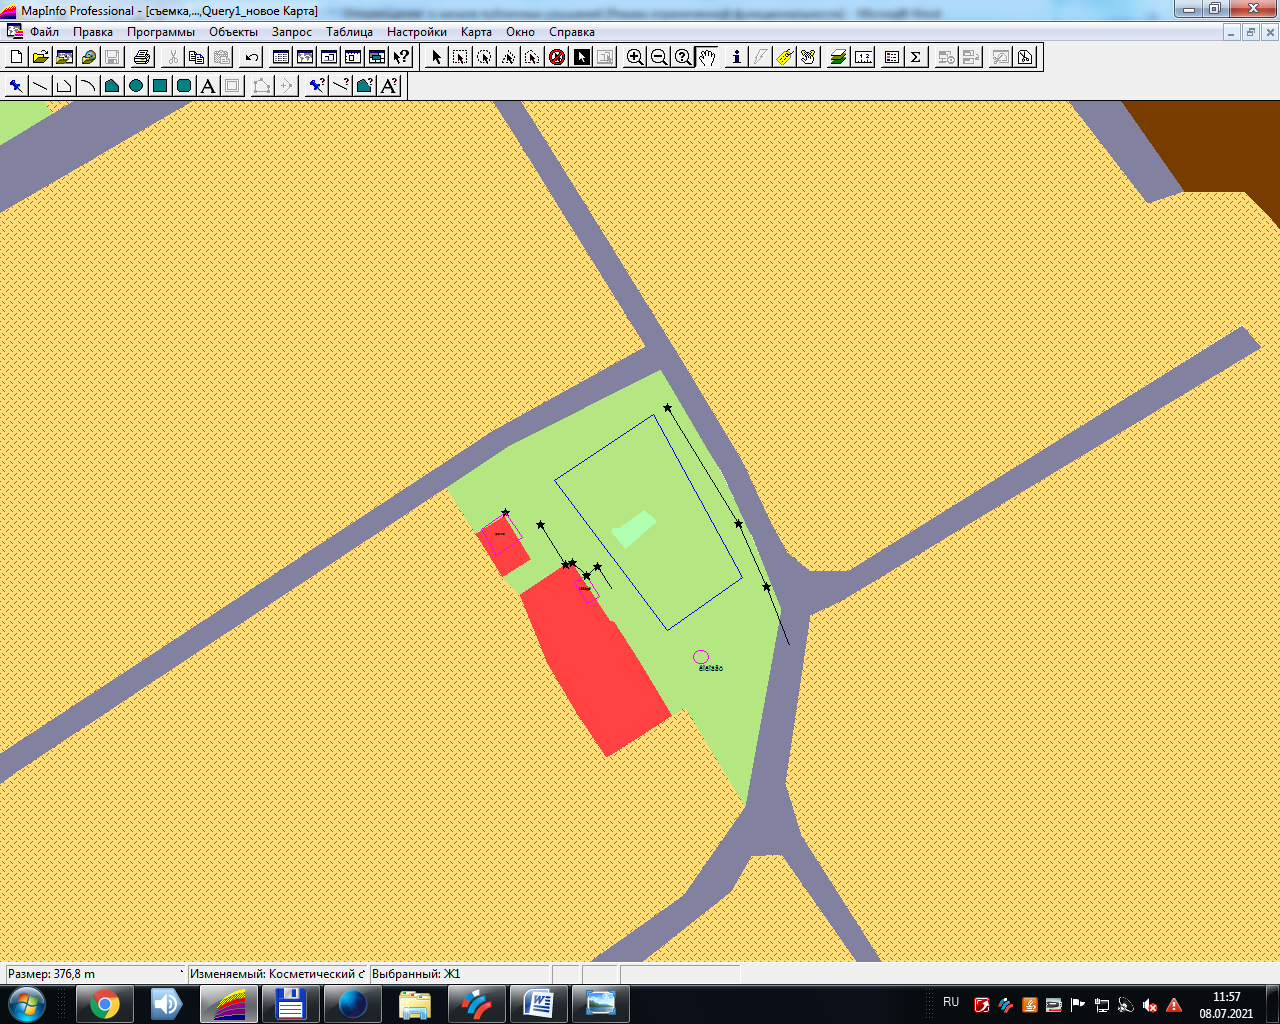 MapInfo Professional - [съемка,...,Query1_новое Карта]
Файл Правка Программы Объекты Запрос Таблица Настройки Карта Окно Справка
Размер: 376,8 m
Изменяемый: Косметический с
Выбранный: Ж1
RU
11:57
08.07.2021